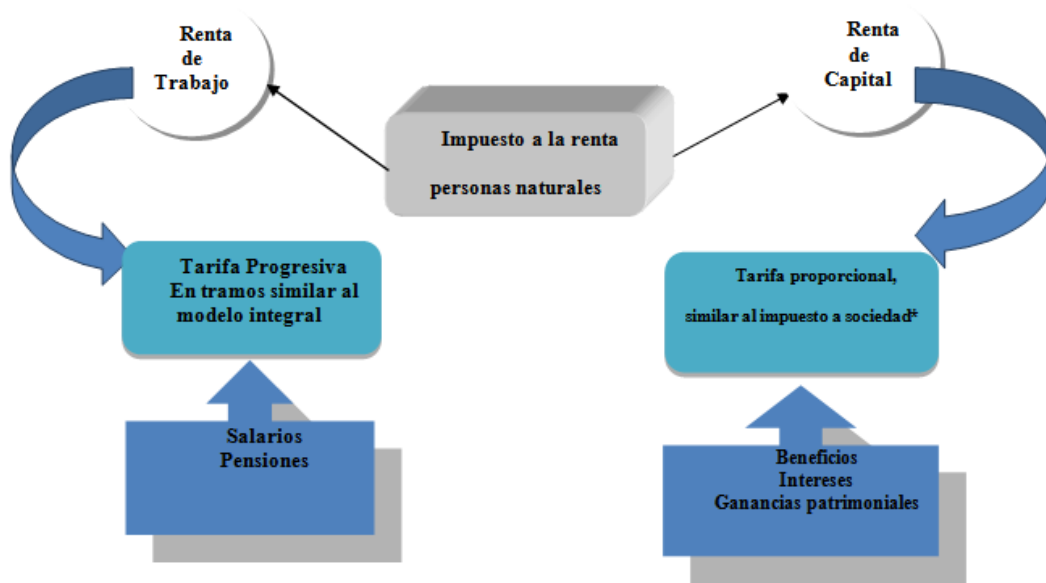 Renta
de
Trabajo
Renta
de
Capital
Impuesto a la renta
personas naturales
Tarifa Progresiva
En tramos similar al
modelo integral
Tarifa proporcional,
similar al impuesto a sociedad*
Salarios
Pensiones
Beneficios
Intereses
Ganancias patrimoniales